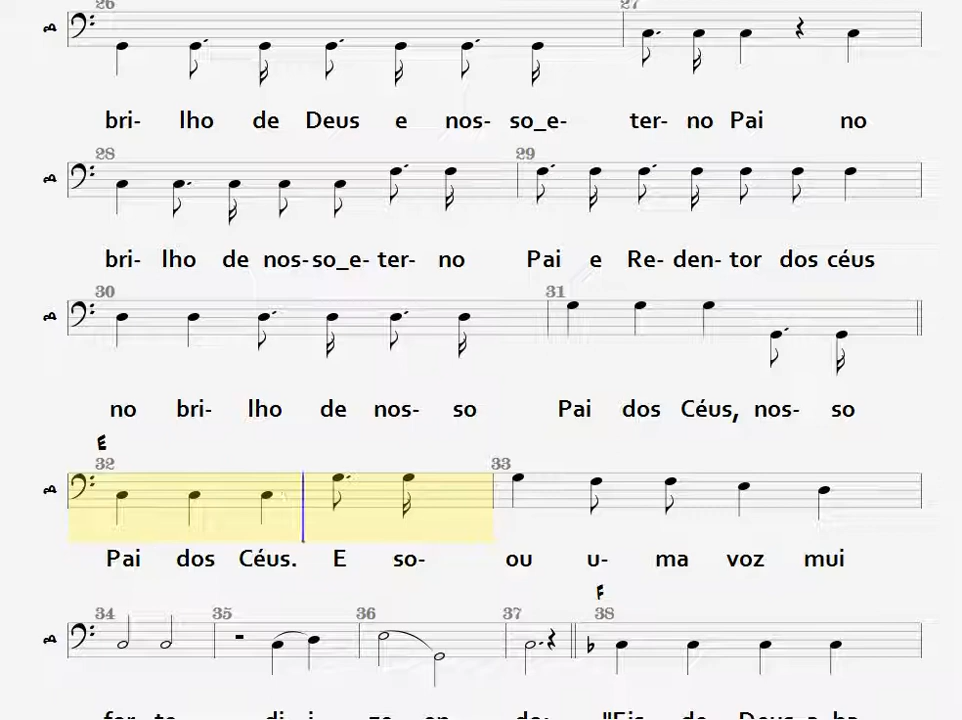 26 27
bri- lho de Deus e nos- so_e- ter- no Pai no
28 29
bri- lho de nos- so_e- ter- no Pai e Re- den- tor dos céus
30 31
no bri- lho de nos- so Pai dos Céus, nos- so
E
32 33
Pai dos Céus. E so- ou u- ma voz mui
F
34 35 36 37 38